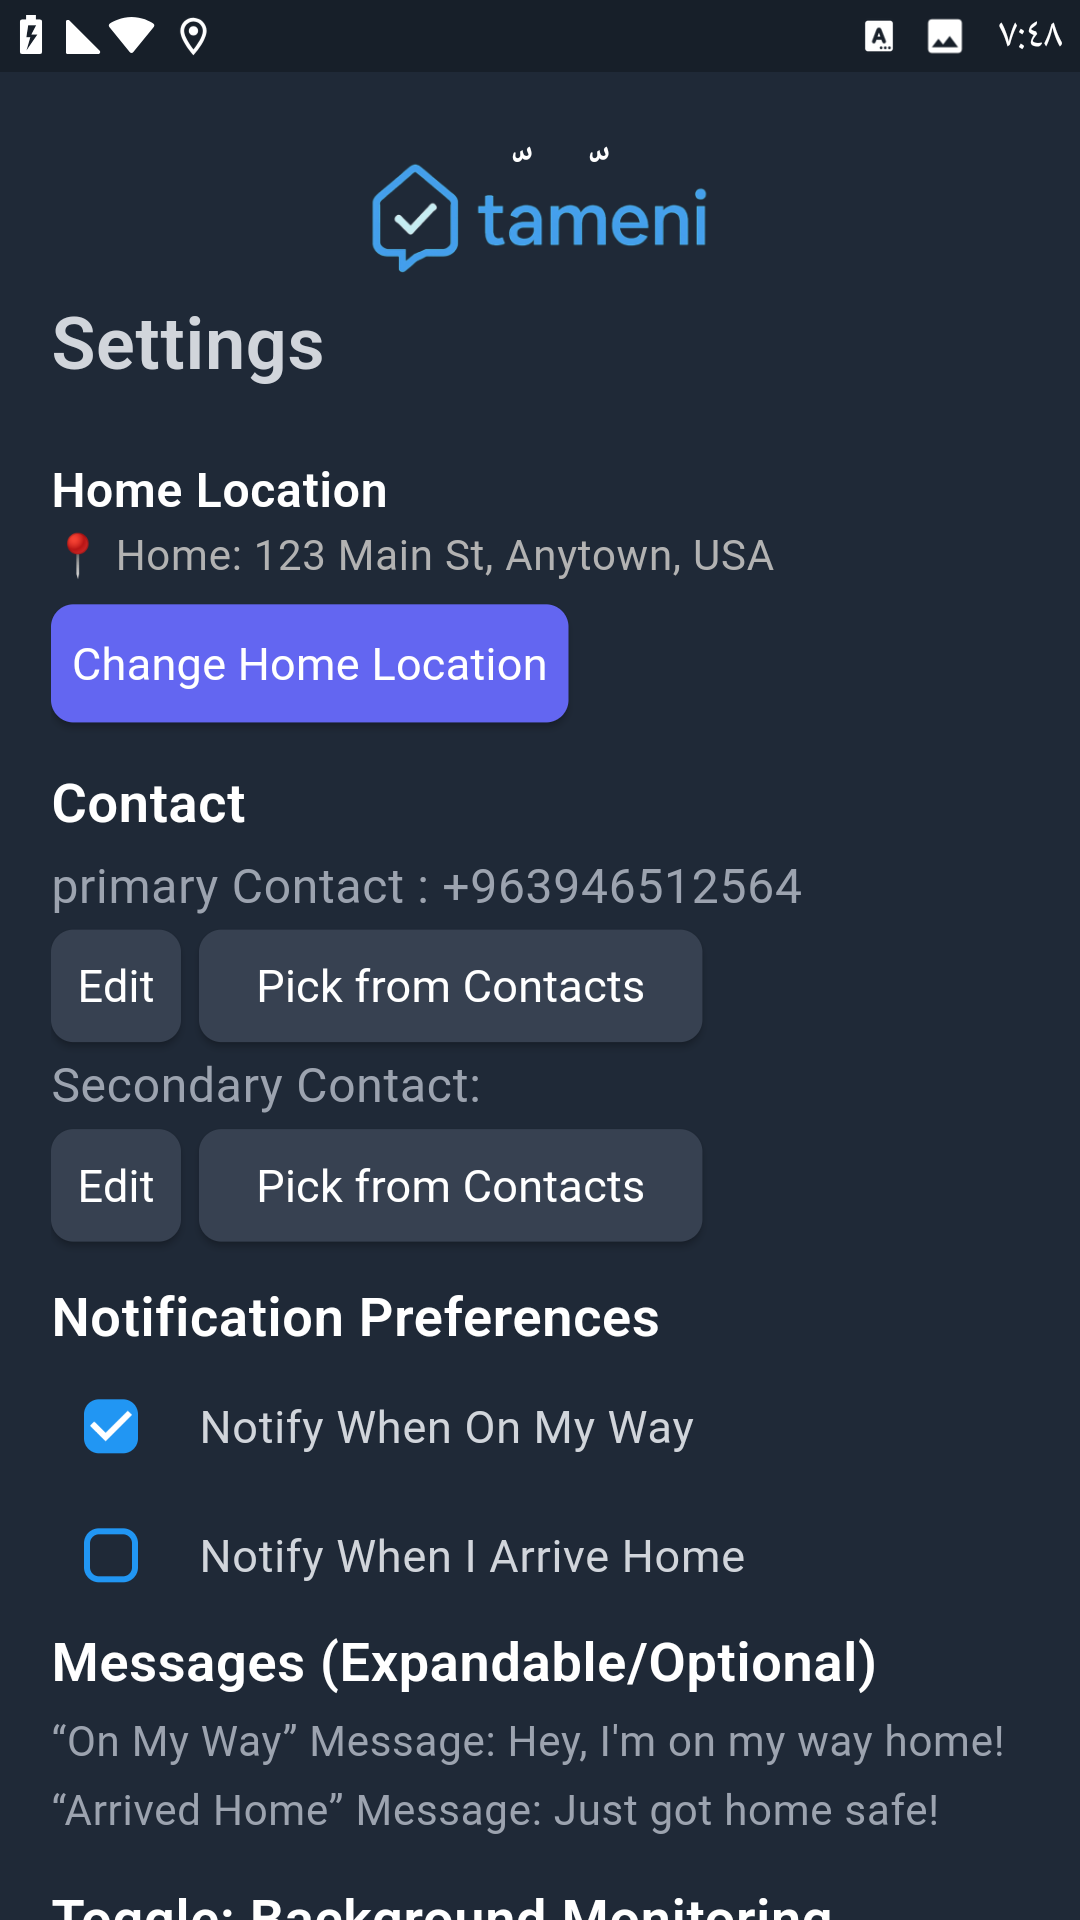 ٧:٤٨
tameni
Settings
Home Location
📍 Home: 123 Main St, Anytown, USA
Change Home Location
Contact
primary Contact : +963946512564
Edit
Pick from Contacts
Secondary Contact:
Edit
Pick from Contacts
Notification Preferences
Notify When On My Way
Notify When I Arrive Home
Messages (Expandable/Optional)
“On My Way” Message: Hey, I'm on my way home!
“Arrived Home” Message: Just got home safe!
Toggle: Background Monitoring